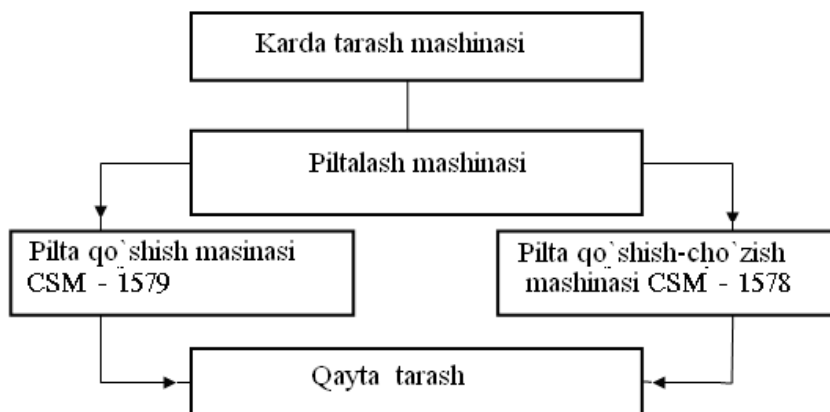 Karda tarash mashinasi
Piltalash mashinasi
Pilta qo`shish masinasi
CSM - 1579
Pilta qo`shish-cho`zish
mashinasi CSM - 1578
Qayta tarash